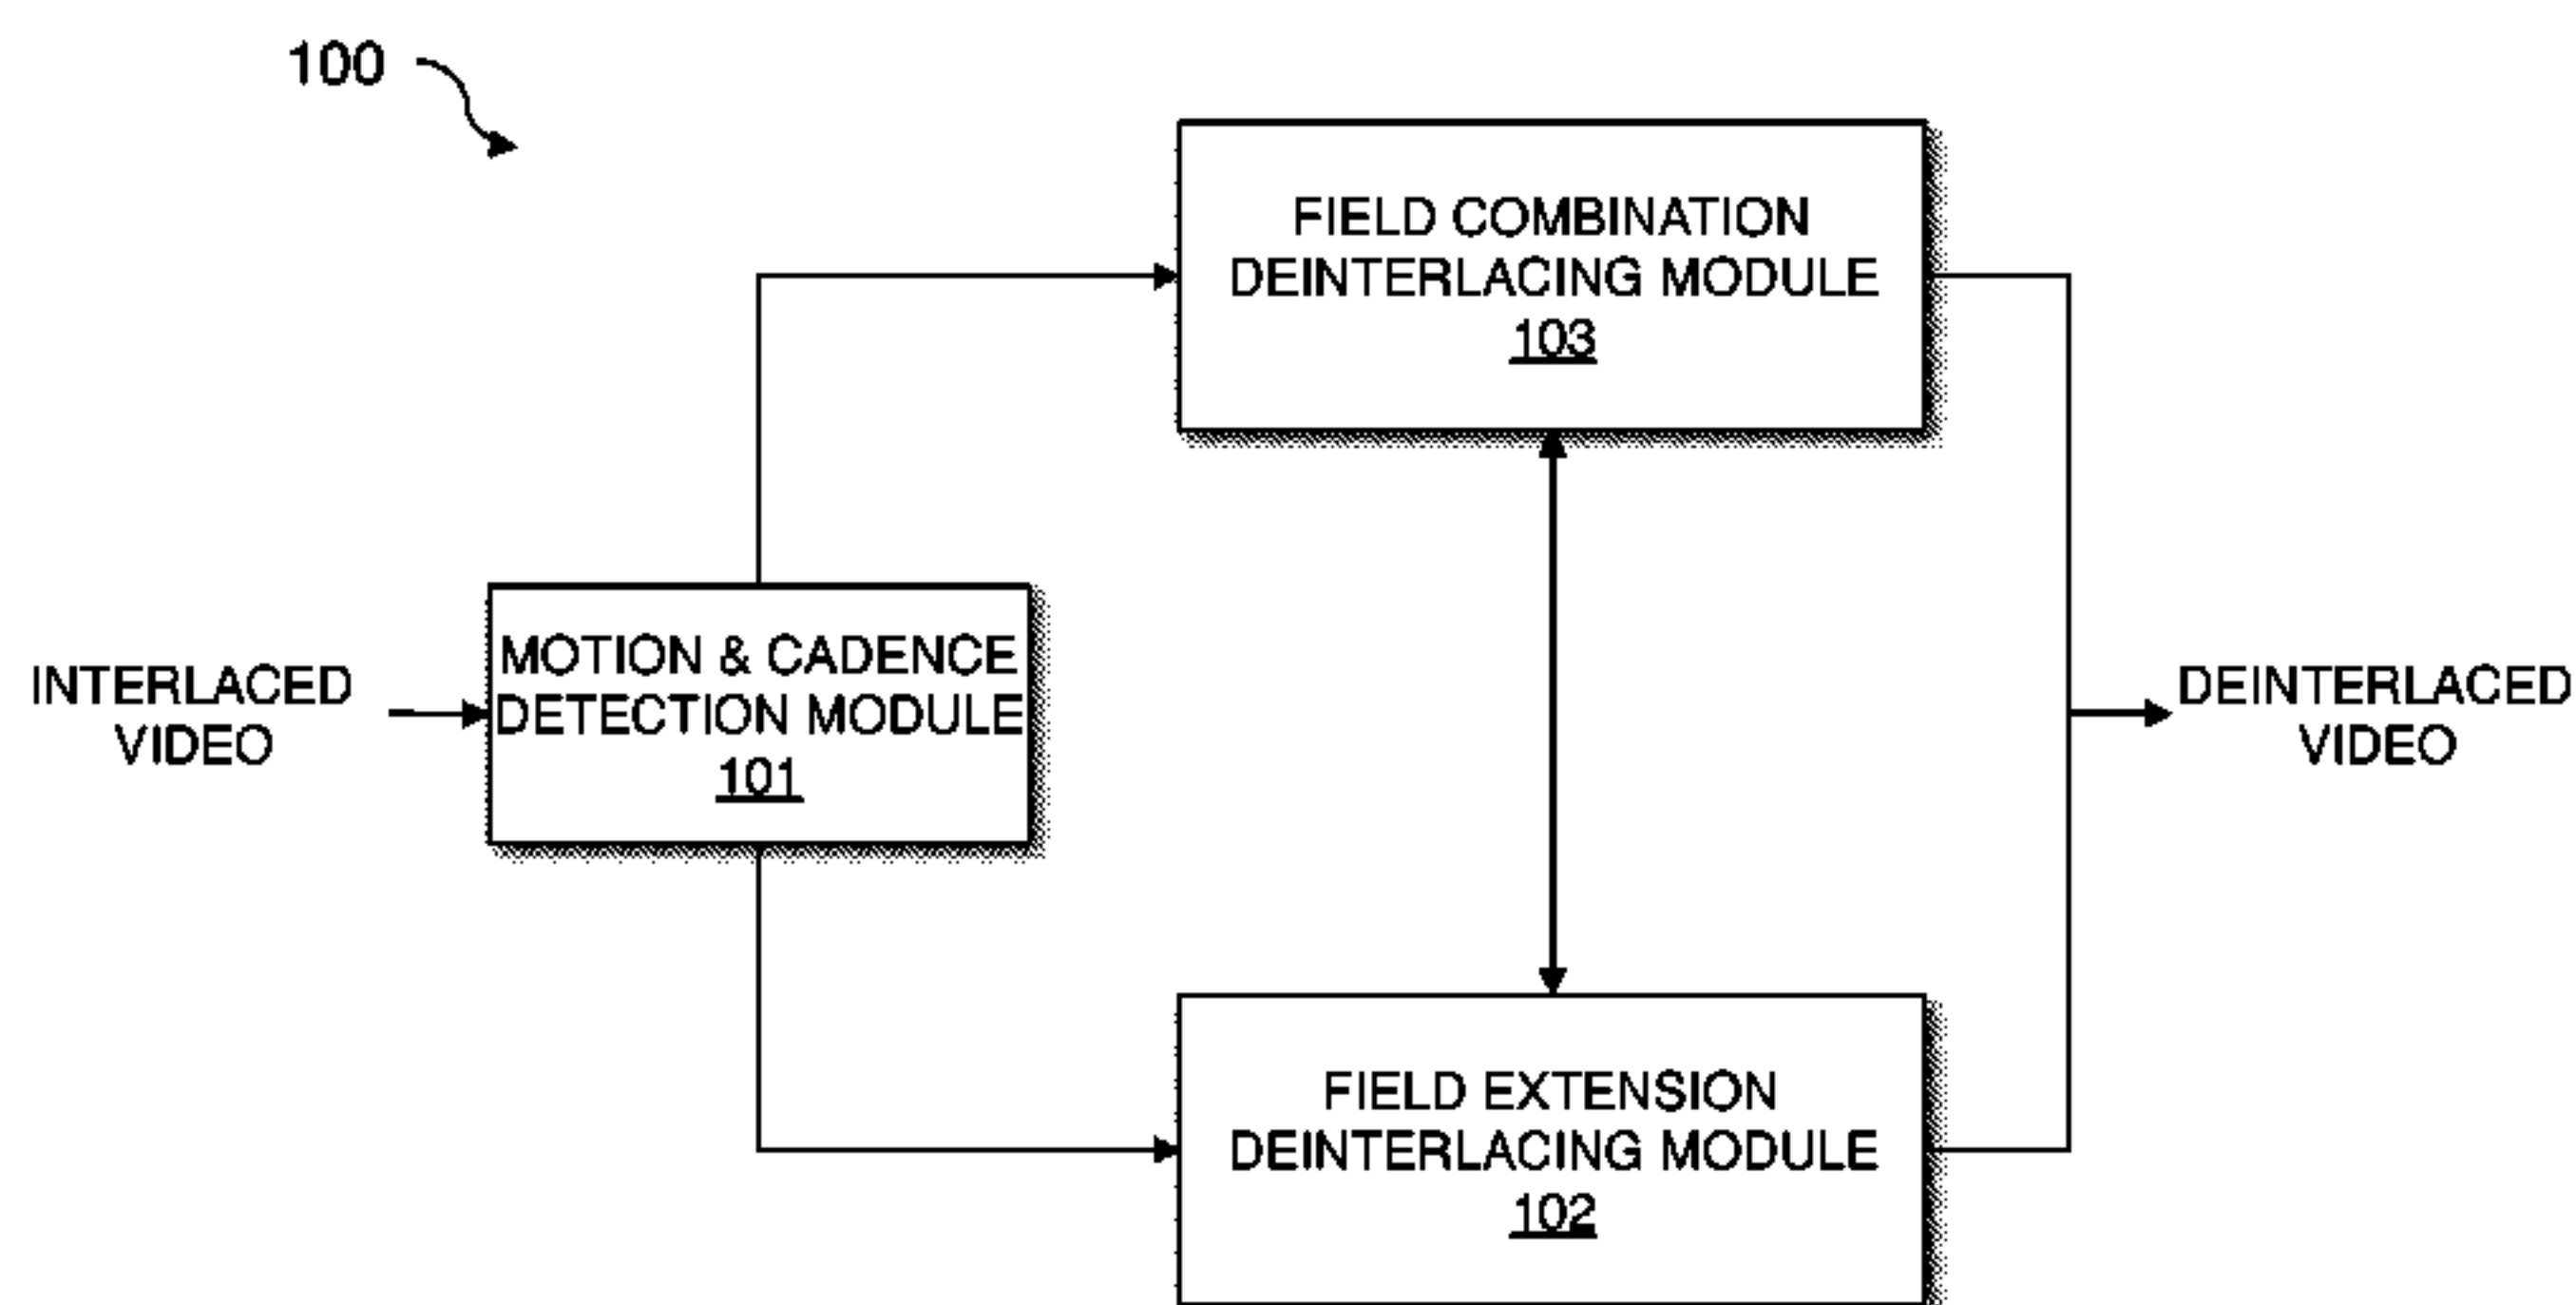 100
FIELD COMBINATION
DEINTERLACING MODULE
103
MOTION & CADENCE
DETECTION MODULE
101
INTERLACED
VIDEO
DEINTERLACED
VIDEO
FIELD EXTENSION
DEINTERLACING MODULE
102